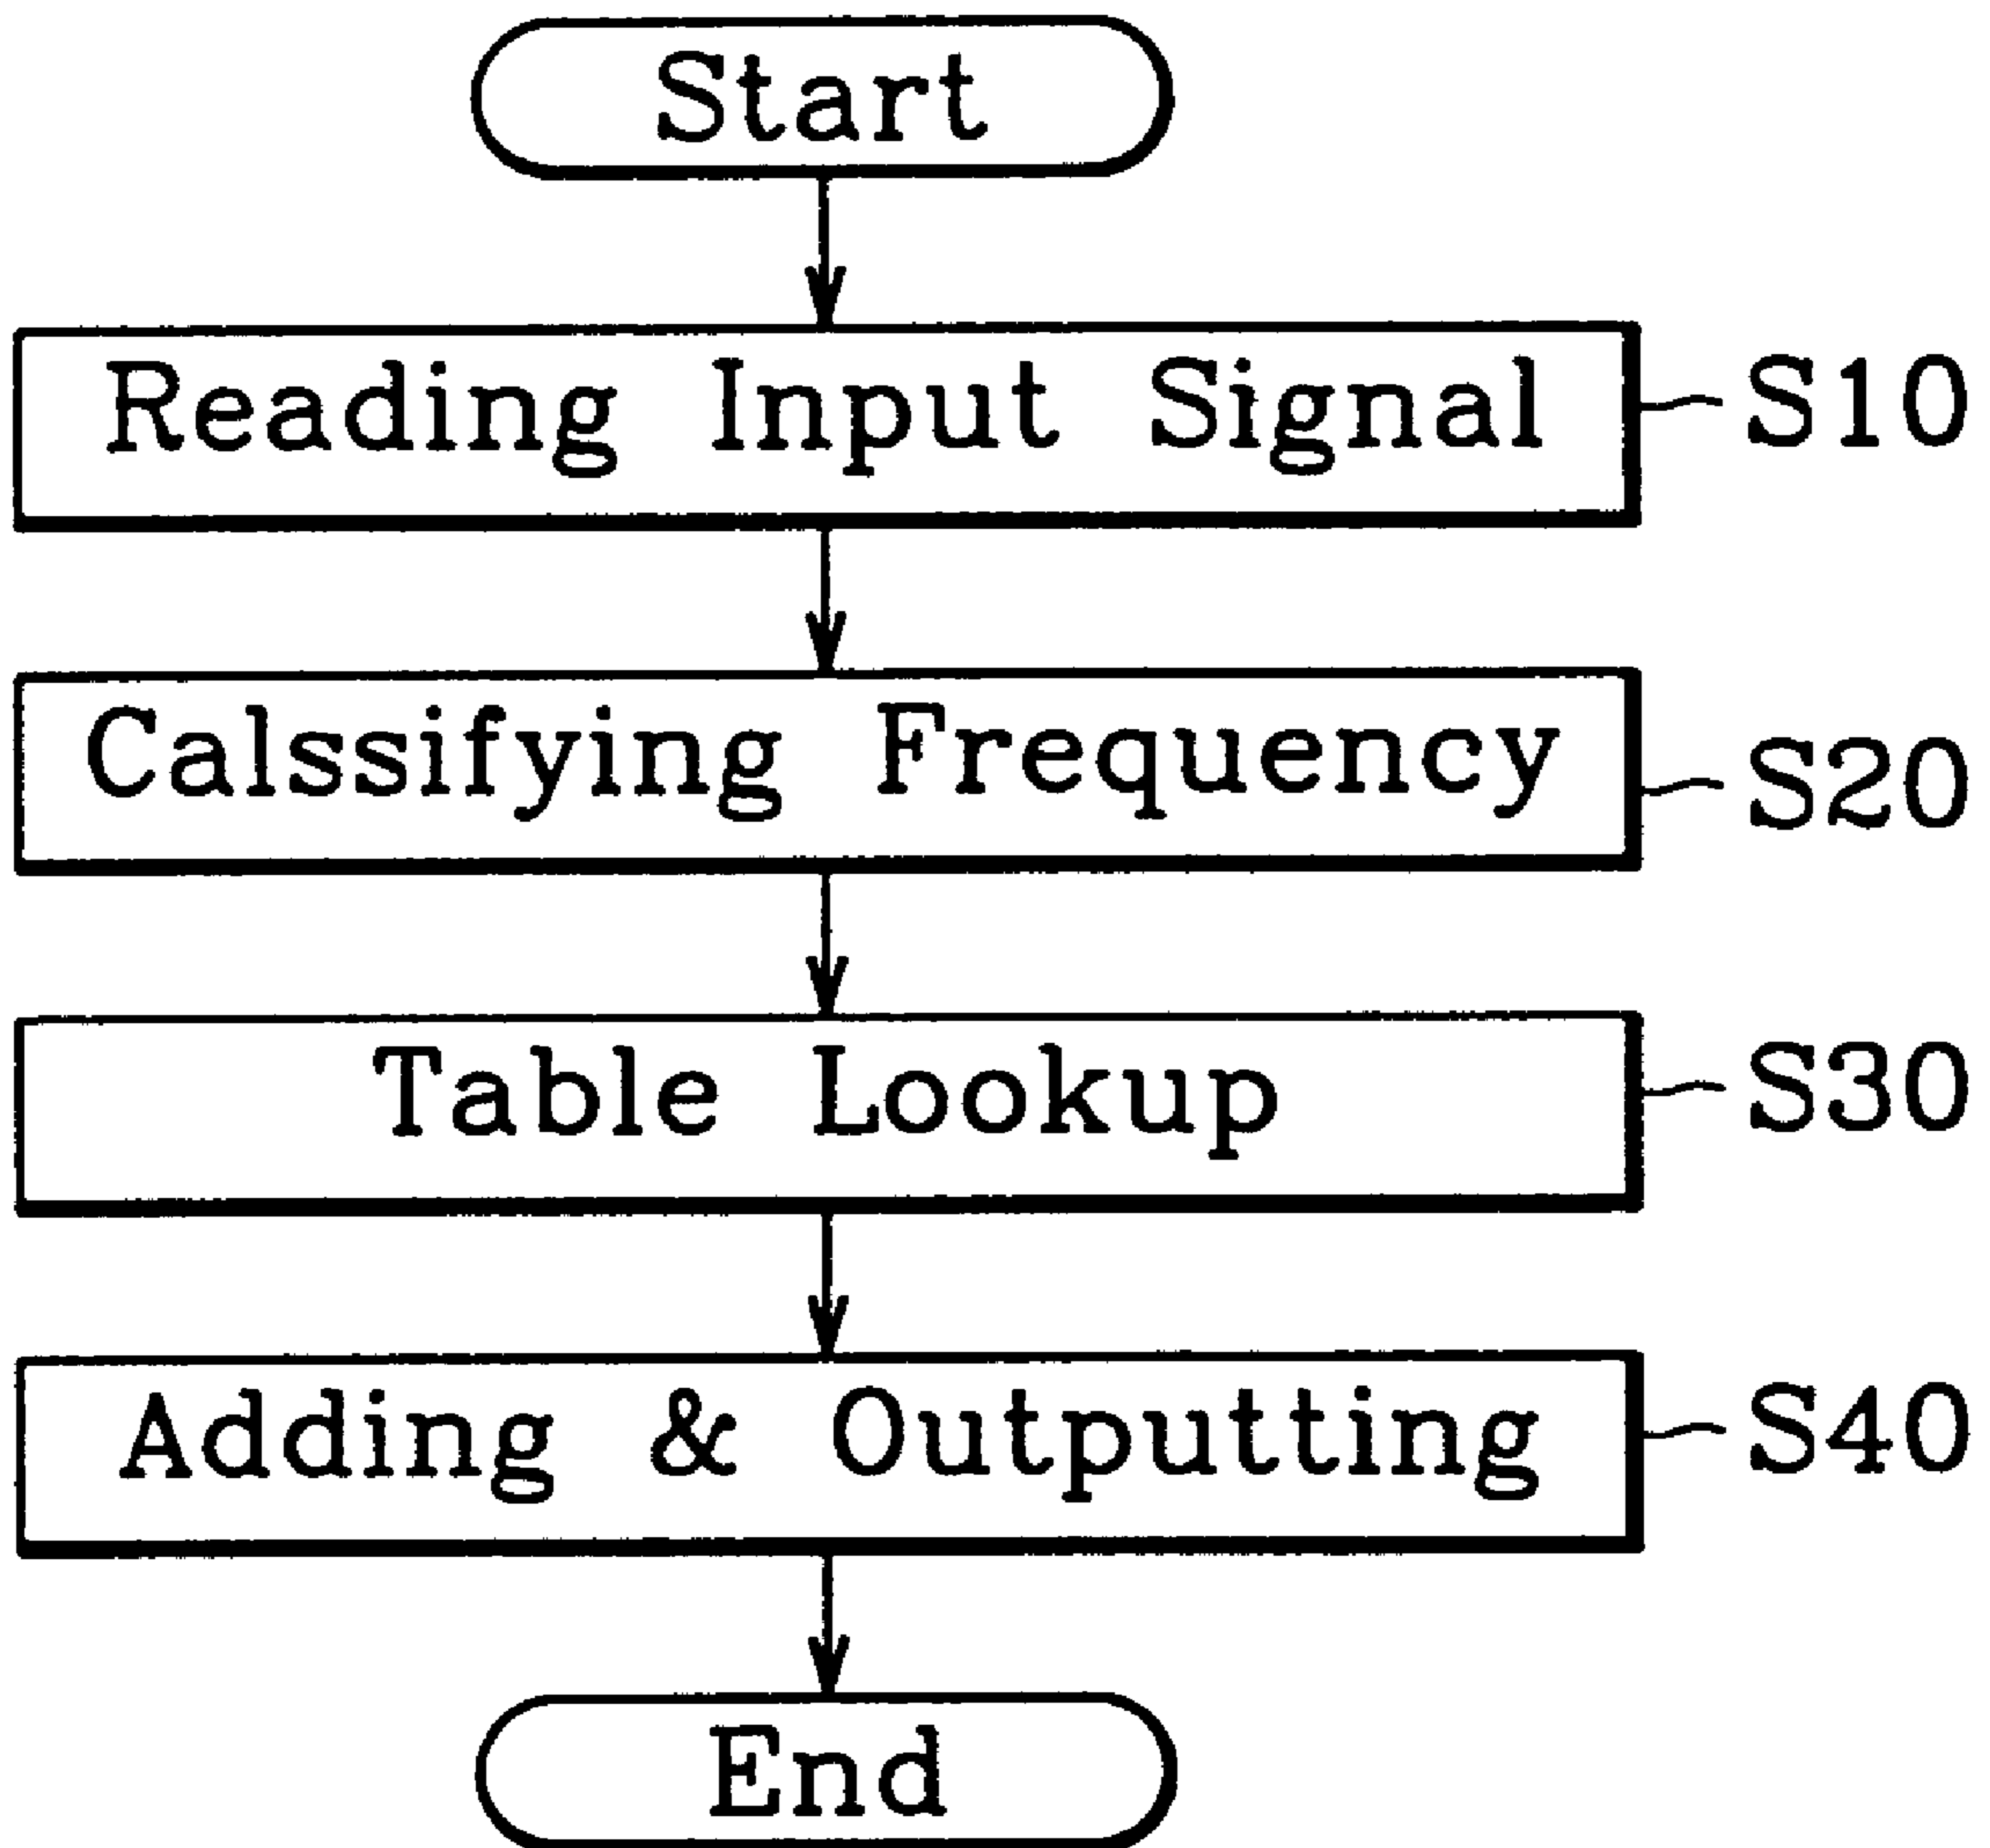 Start
Reading Input Signal S10
Calssifying Frequency S20
Table Lookup S30
Adding & Outputting S40
End